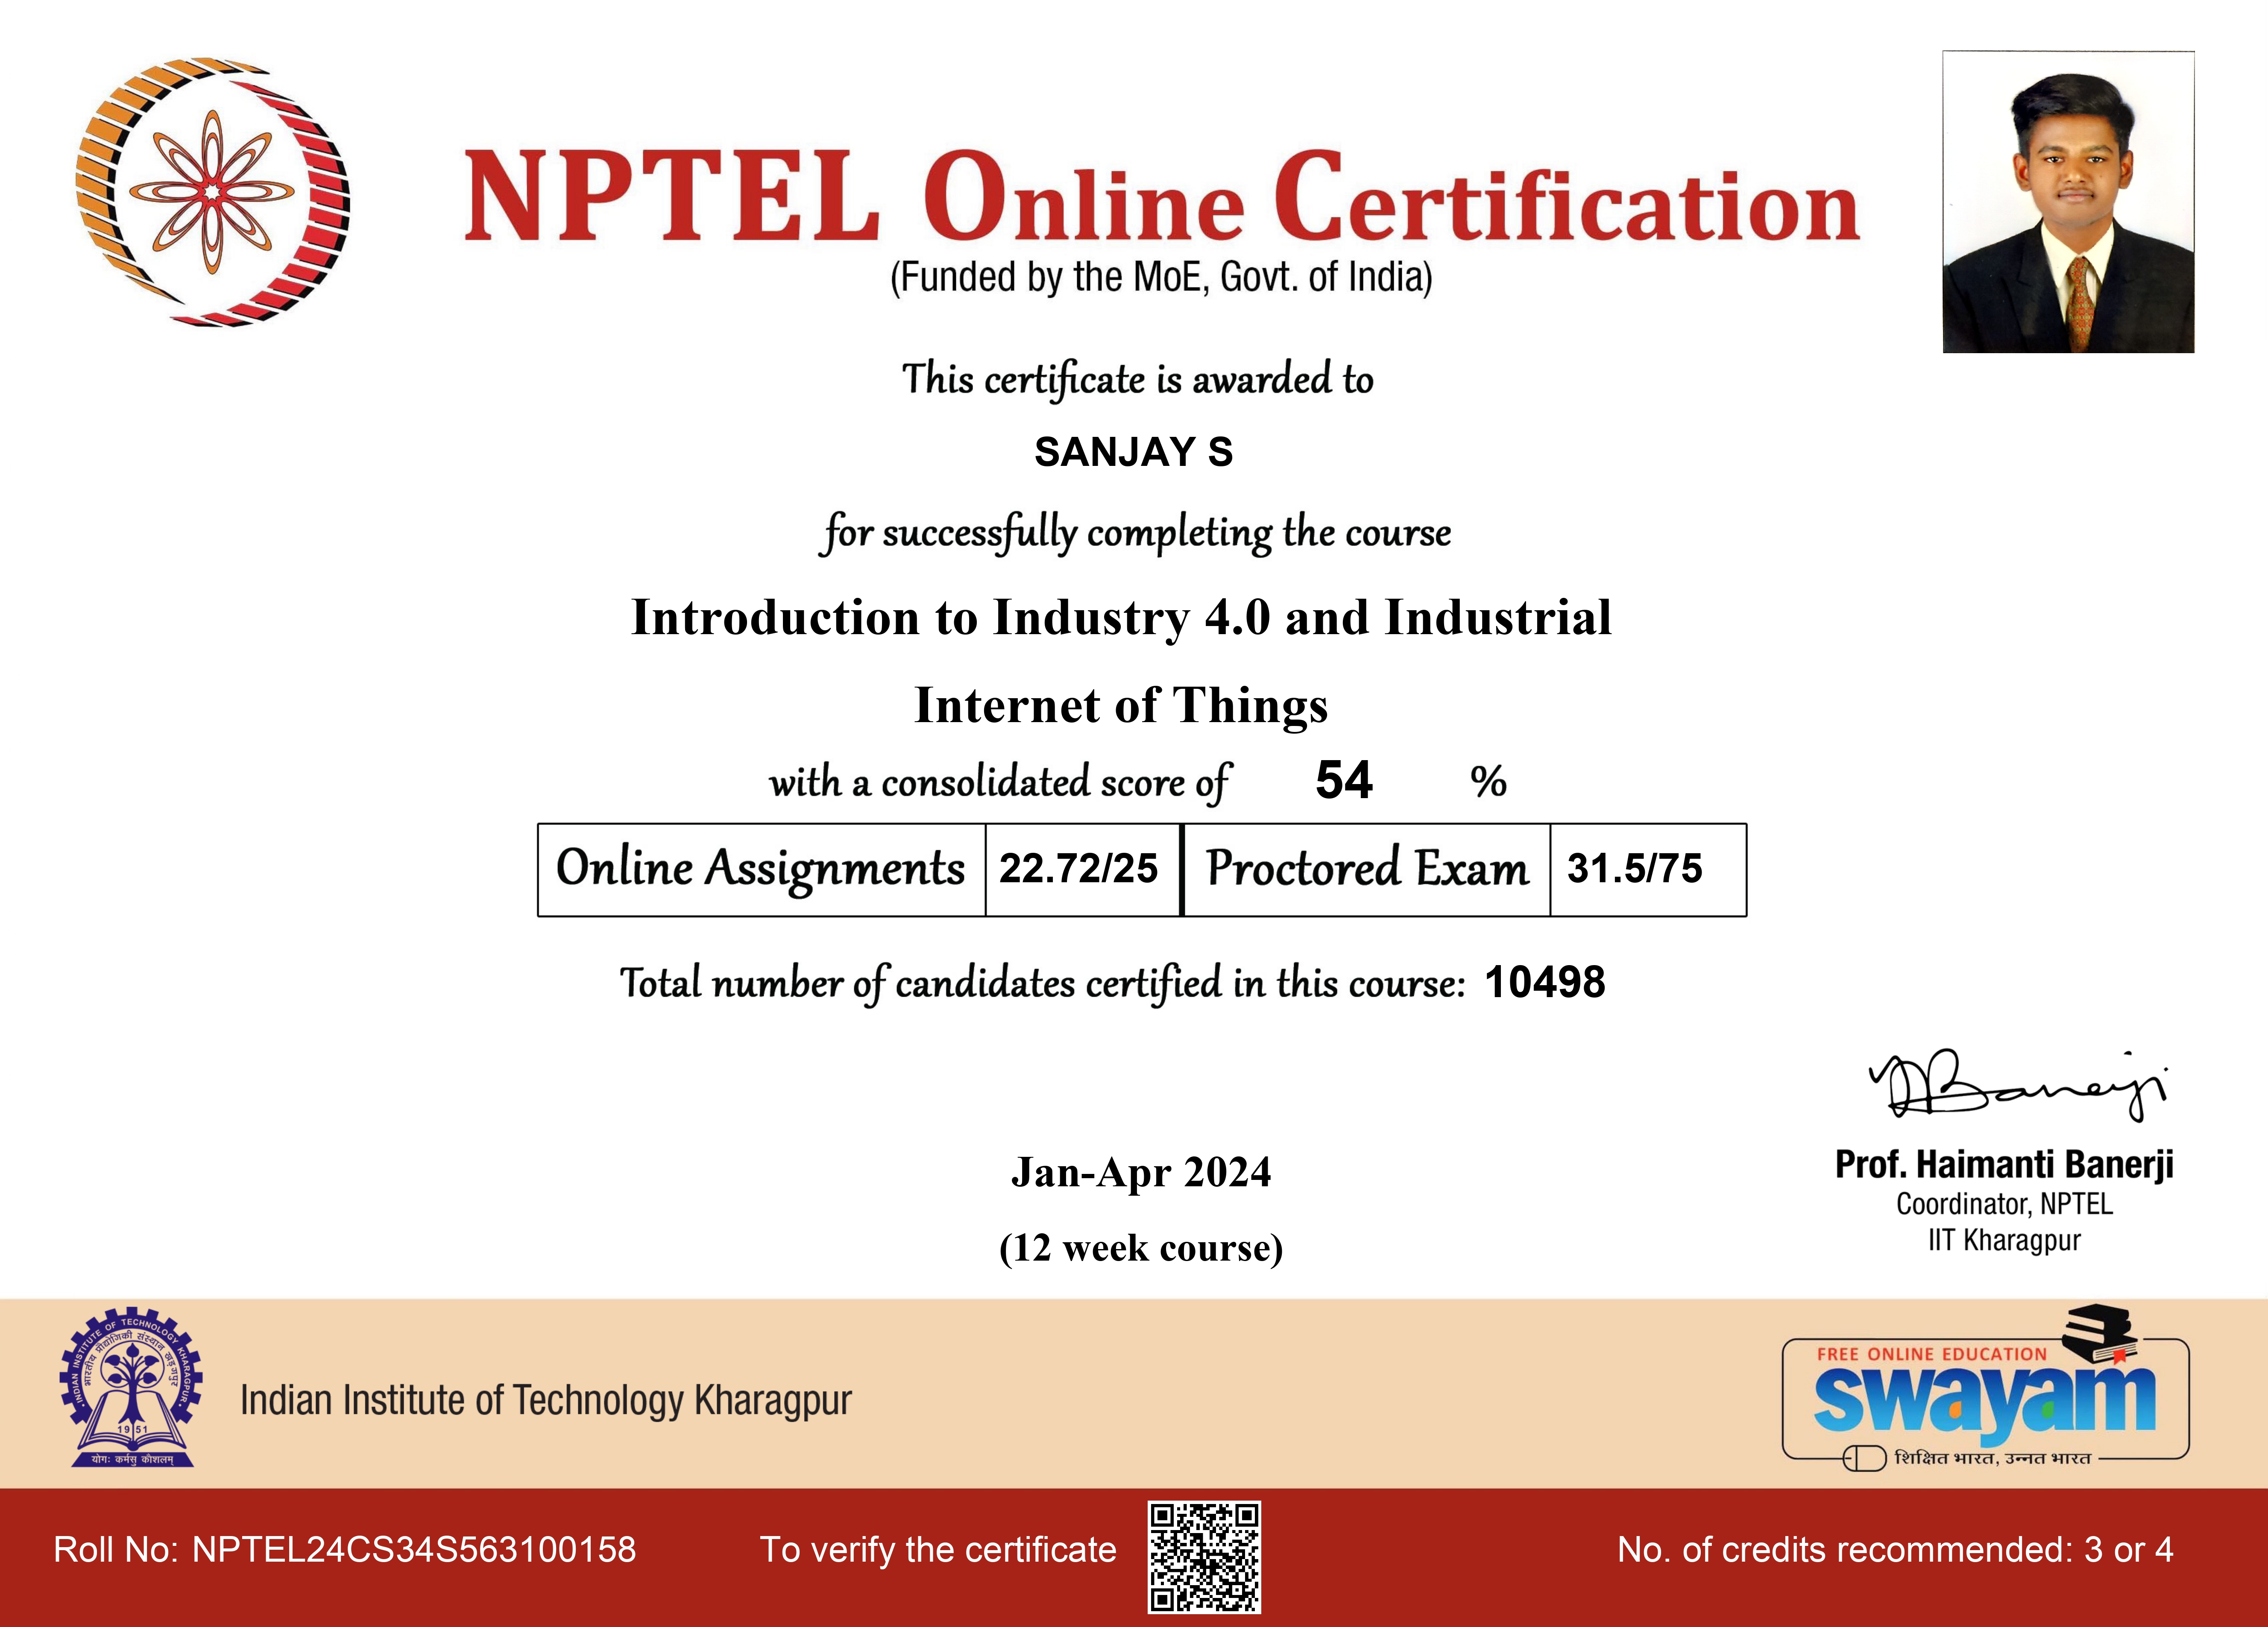 NPTEL Online Certification
(Funded by the MoE, Govt. of India)
This certificate is awarded to
SANJAY S
for successfully completing the course
Introduction to Industry 4.0 and Industrial
Internet of Things
with a consolidated score of 54 %
Online Assignments 22.72/25 Proctored Exam 31.5/75
Total number of candidates certified in this course: 10498
Jan-Apr 2024
(12 week course)
Prof. Haimanti Banerji
Coordinator, NPTEL
IIT Kharagpur
INDIAN INSTITUTE OF TECHNOLOGY KHARAGPUR
भारतीय प्रौद्योगिकी संस्थान खड़गपुर
1951
योगः कर्मसु कौशलम्
Indian Institute of Technology Kharagpur
FREE ONLINE EDUCATION
swayam
शिक्षित भारत, उन्नत भारत
Roll No: NPTEL24CS34S563100158
To verify the certificate
No. of credits recommended: 3 or 4